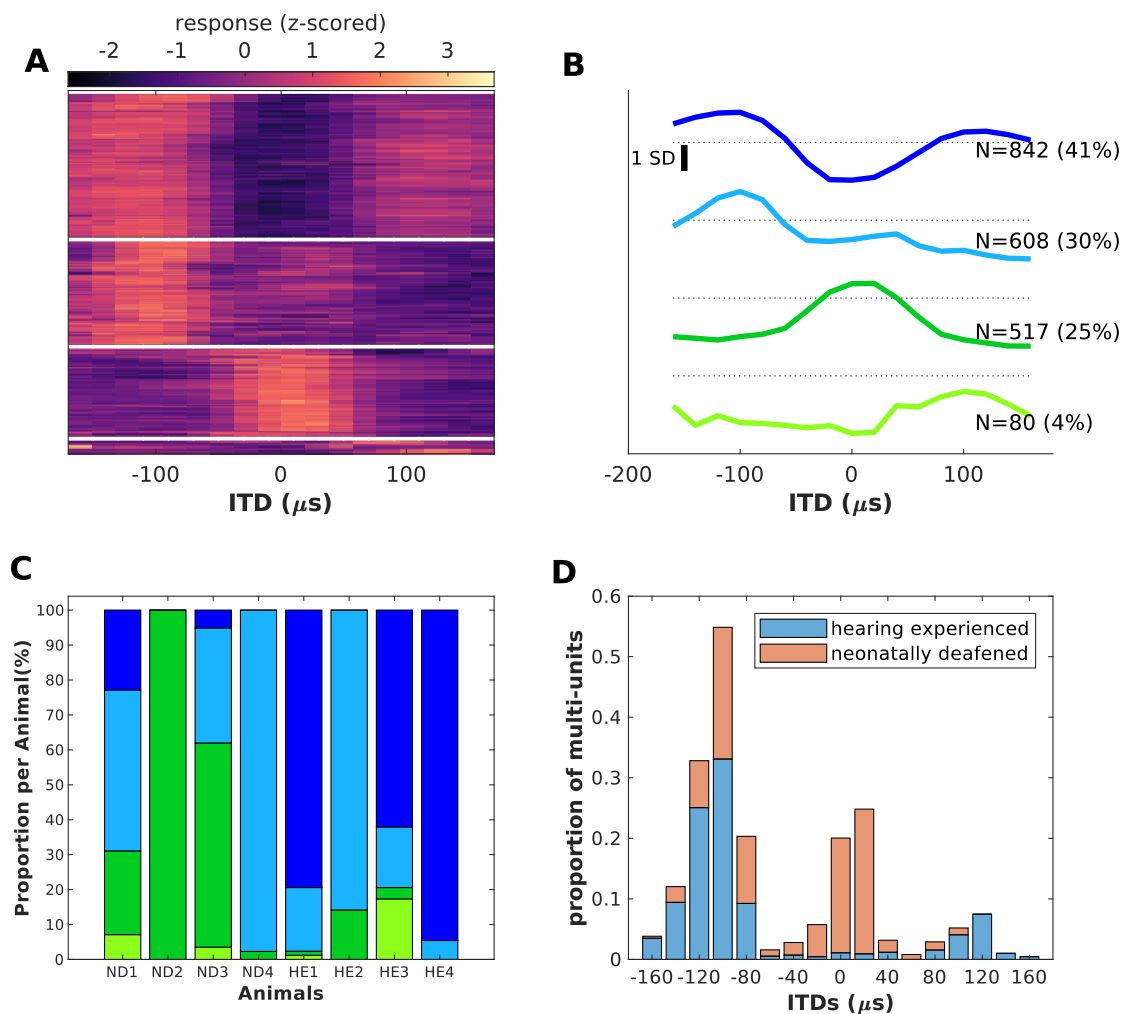 A
response (z-scored)
-2 -1 0 1 2 3
-100 0 100
ITD (μs)
B
1 SD
N=842 (41%)
N=608 (30%)
N=517 (25%)
N=80 (4%)
-200 -100 0 100
ITD (μs)
C
Proportion per Animal(%)
100
90
80
70
60
50
40
30
20
10
0
ND1 ND2 ND3 ND4 HE1 HE2 HE3 HE4
Animals
D
proportion of multi-units
0.6
0.5
0.4
0.3
0.2
0.1
0
hearing experienced
neonatally deafened
-160 -120 -80 -40 0 40 80 120 160
ITDs (μs)